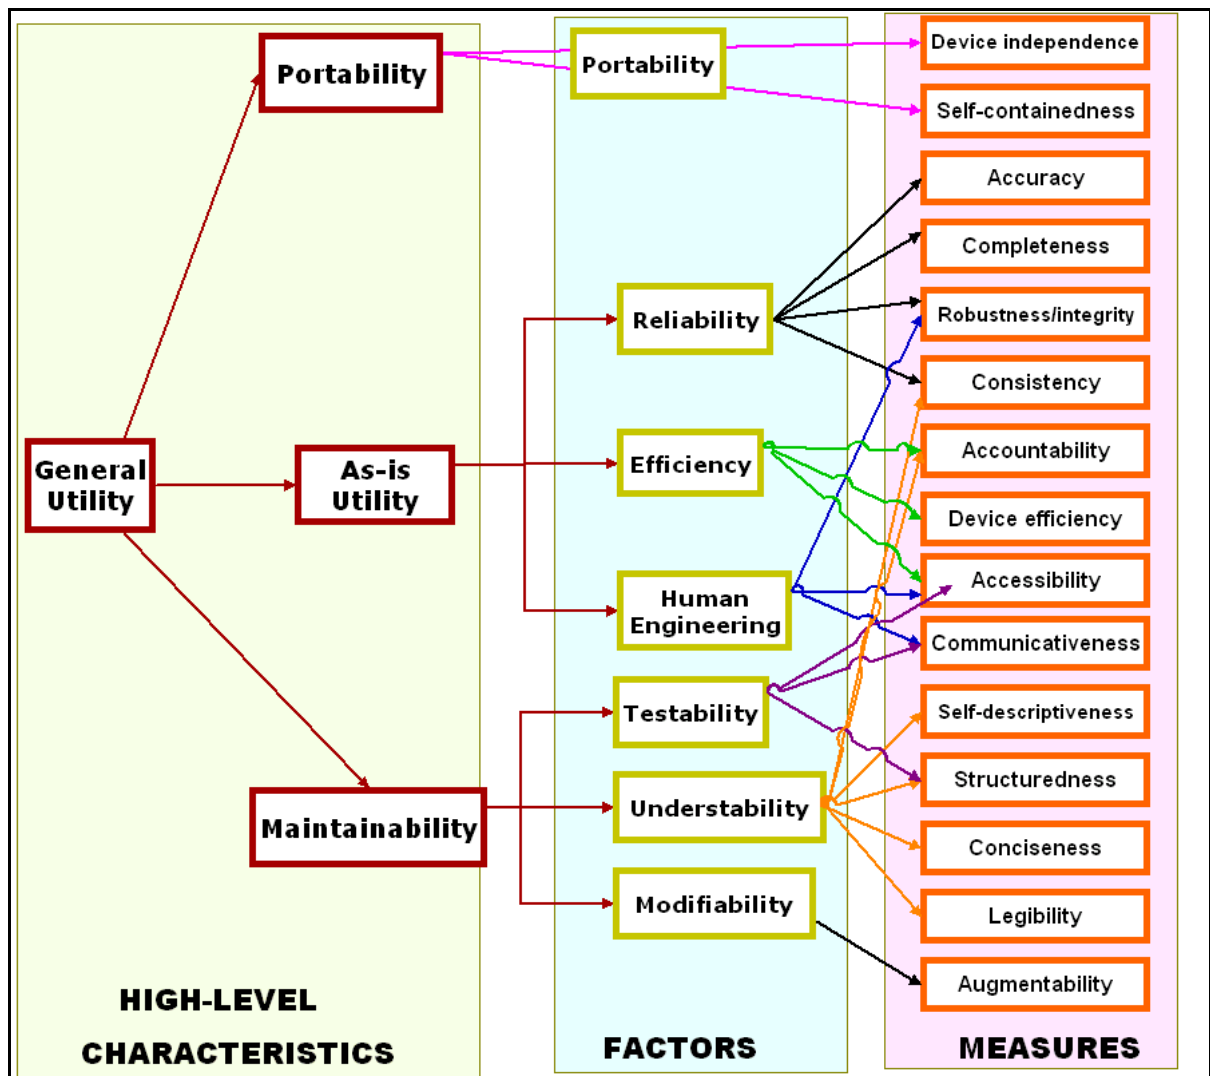 Portability
General
Utility
As-is
Utility
Maintainability
HIGH-LEVEL
CHARACTERISTICS
Portability
Reliability
Efficiency
Human
Engineering
Testability
Understability
Modifiability
FACTORS
Device independence
Self-containedness
Accuracy
Completeness
Robustness/integrity
Consistency
Accountability
Device efficiency
Accessibility
Communicativeness
Self-descriptiveness
Structuredness
Conciseness
Legibility
Augmentability
MEASURES